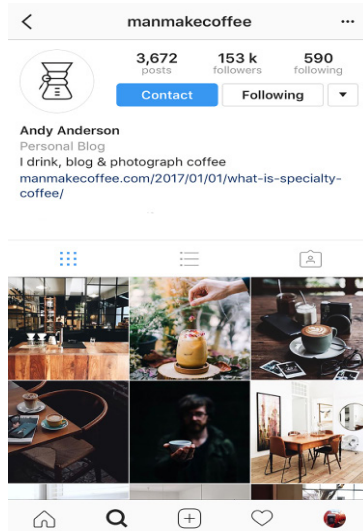 manmakecoffee
3,672 153 k 590
posts followers following
Contact Following
Andy Anderson
Personal Blog
I drink, blog & photograph coffee
manmakecoffee.com/2017/01/01/what-is-specialty-
coffee/